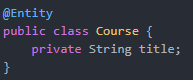 @Entity
public class Course {
    private String title;
}